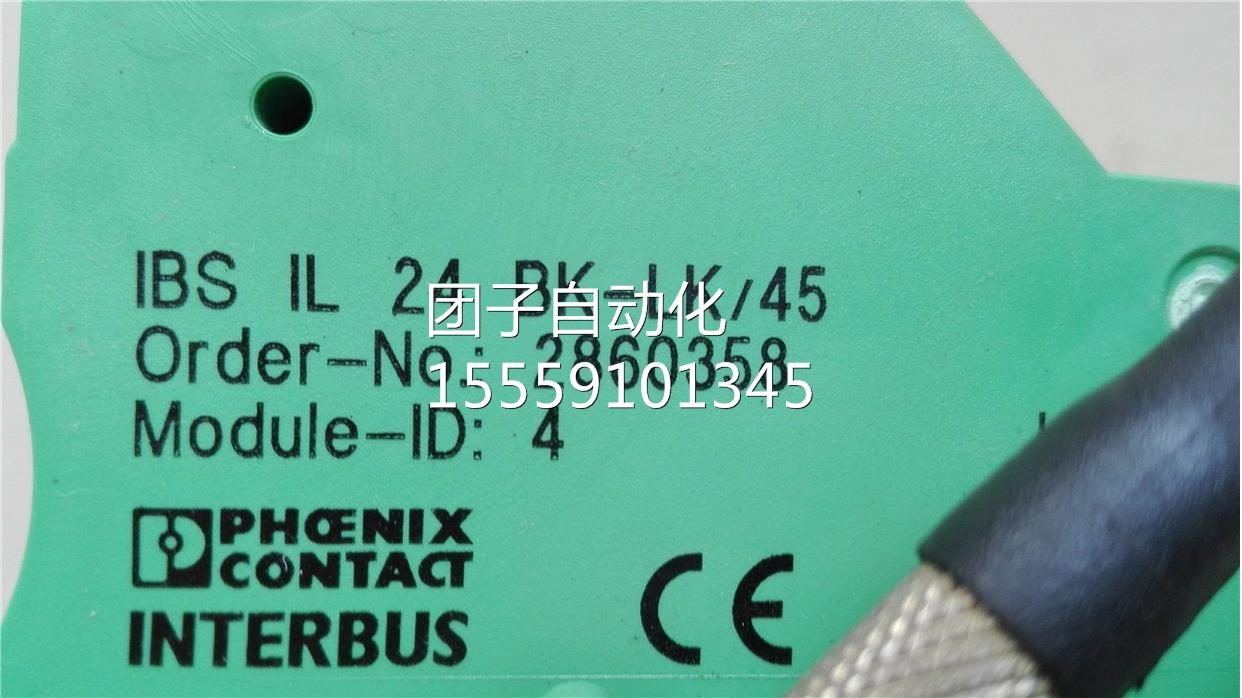 IBS IL 24 BK-LK/45
团子自动化
Order-No.: 2860358
15559101345
Module-ID: 4
PHŒNIX
CONTACT
INTERBUS
CE